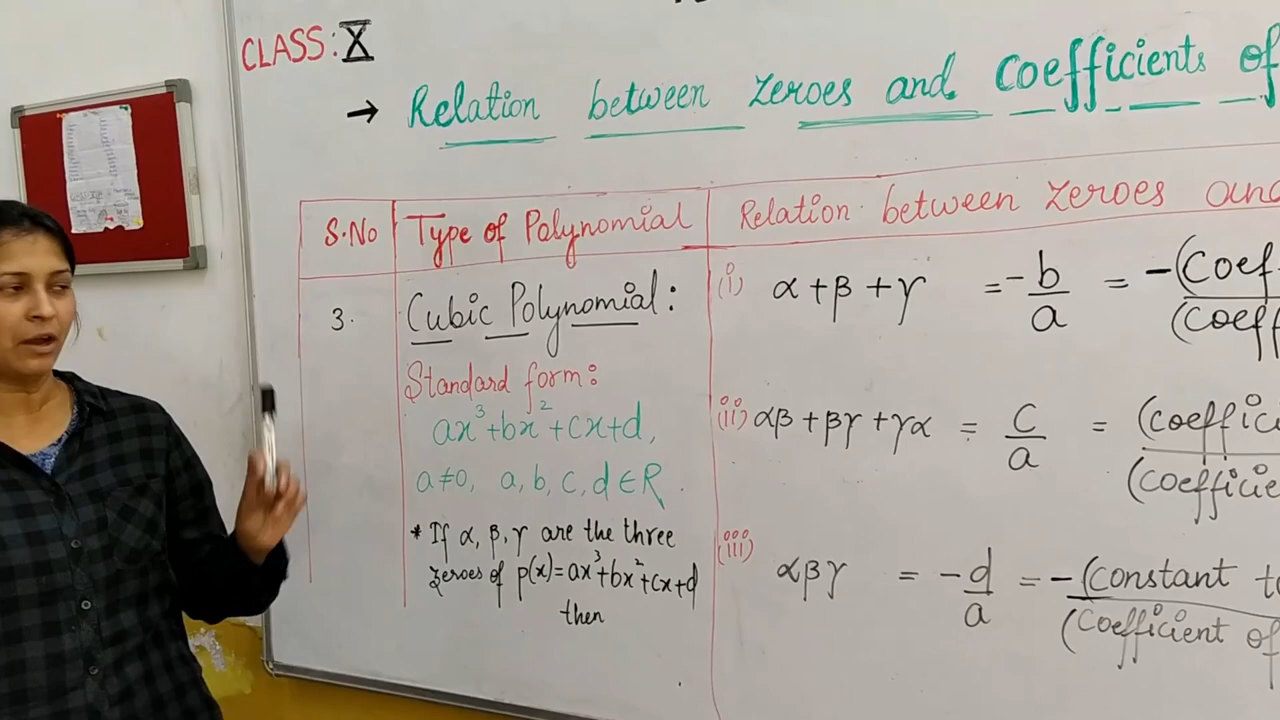 CLASS: X
→ Relation between zeroes and Coefficients of
S.No Type of Polynomial Relation between zeroes and
3. Cubic Polynomial:
Standard form:
ax³+bx²+cx+d,
a≠0, a, b, c, d ∈ R.
* If α, β, γ are the three
zeroes of p(x)=ax³+bx²+cx+d
then
(i) α+β+γ = -b/a = -(Coef
(coeff
(ii) αβ+βγ+γα = c/a = (coeffic
(coefficie
(iii) αβγ = -d/a = -(constant te
(Coefficient of